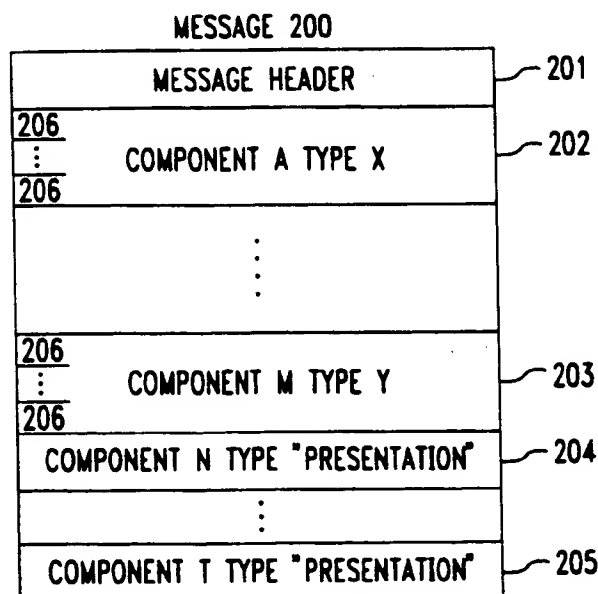 MESSAGE 200
MESSAGE HEADER 201
206
COMPONENT A TYPE X 202
206
206
COMPONENT M TYPE Y 203
206
COMPONENT N TYPE "PRESENTATION" 204
COMPONENT T TYPE "PRESENTATION" 205